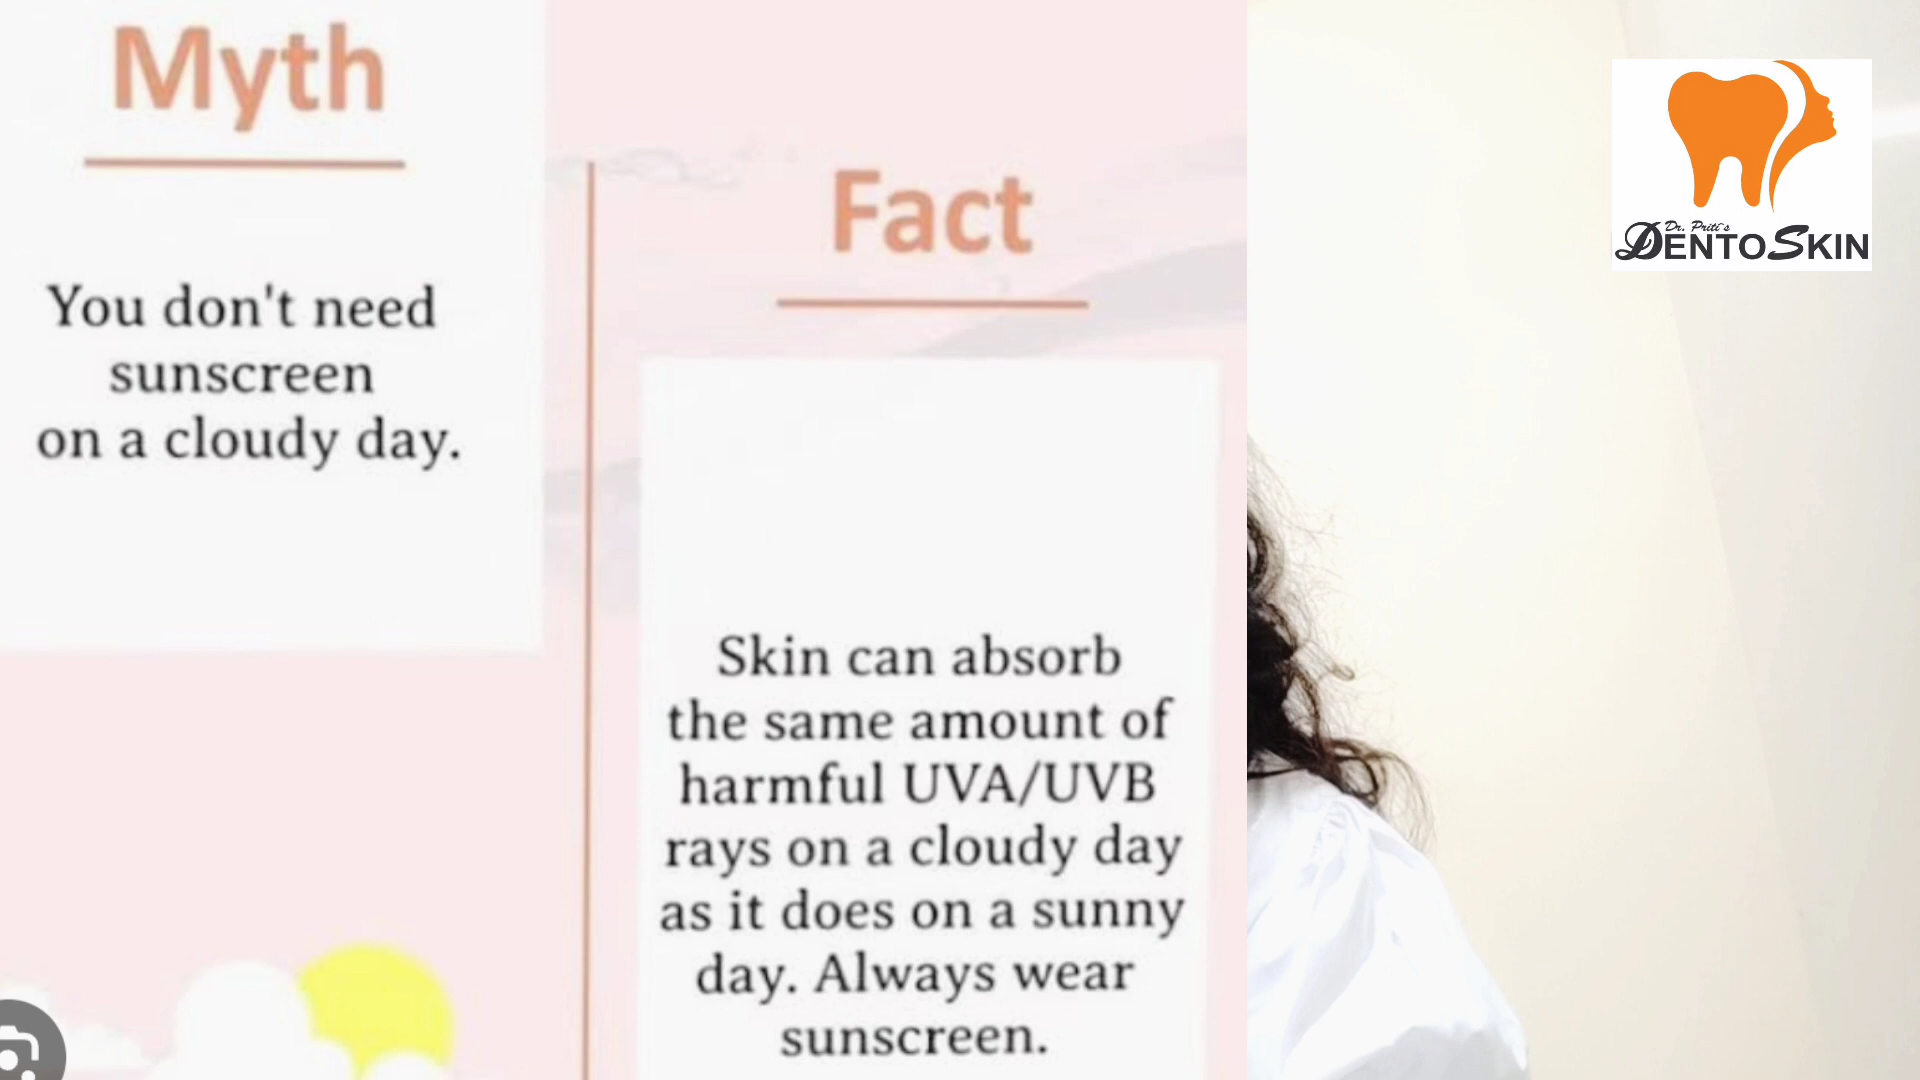 Myth
You don't need
sunscreen
on a cloudy day.
Fact
Skin can absorb
the same amount of
harmful UVA/UVB
rays on a cloudy day
as it does on a sunny
day. Always wear
sunscreen.
Dr. Priti's
DENTOSKIN